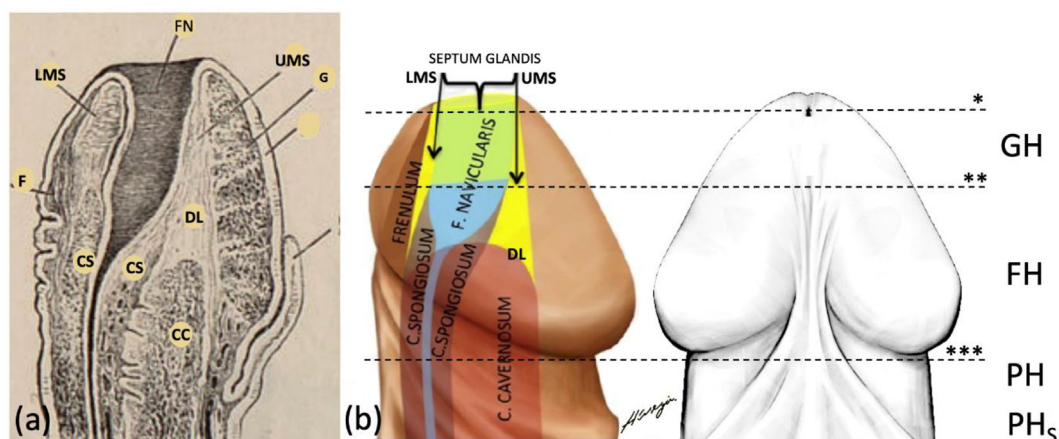 FN
LMS
UMS
G
F
DL
CS
CS
CC
(a)
SEPTUM GLANDIS
LMS
UMS
FRENULUM
F. NAVICULARIS
C.SPONGIOSUM
C.SPONGIOSUM
DL
C. CAVERNOSUM
(b)
*
GH
**
FH
***
PH
PHs